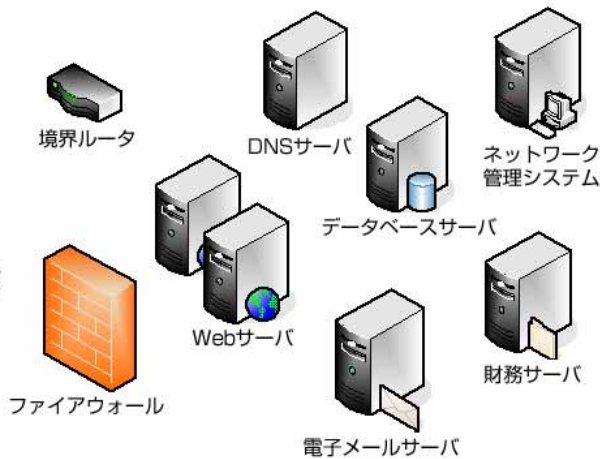 境界ルータ
DNSサーバ
ネットワーク
管理システム
データベースサーバ
Webサーバ
財務サーバ
ファイアウォール
電子メールサーバ